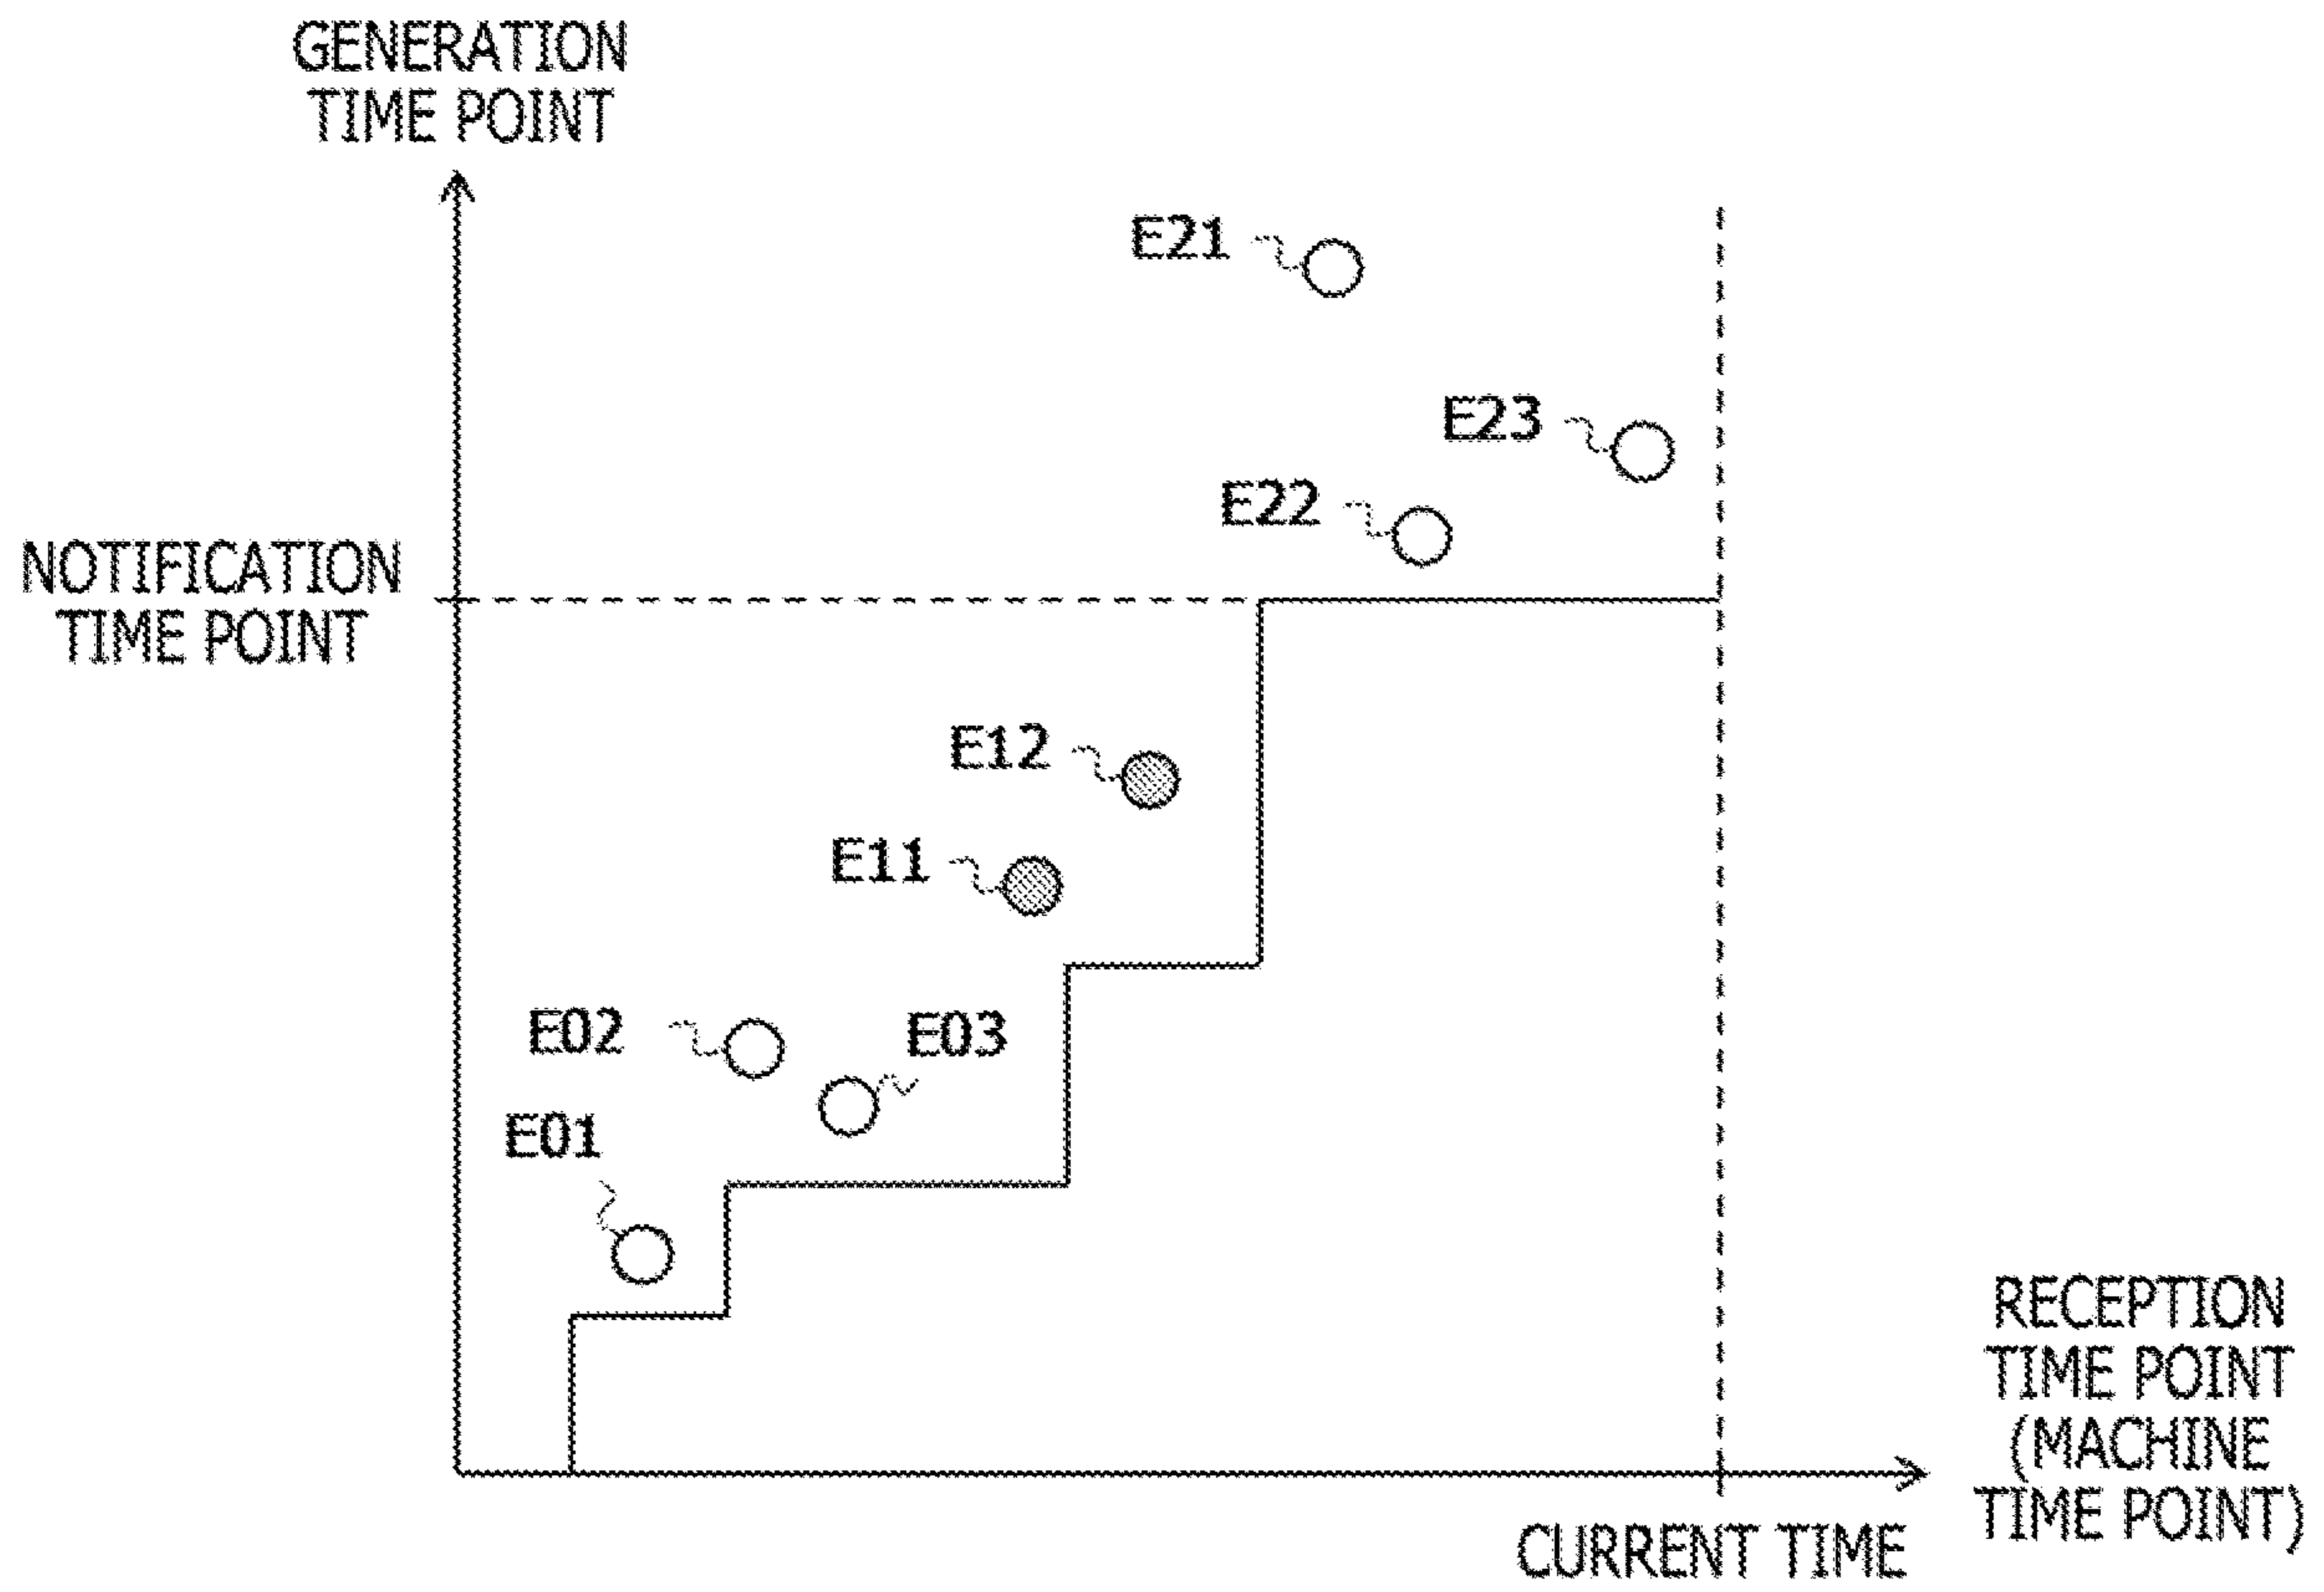 GENERATION
TIME POINT
E21
E23
E22
NOTIFICATION
TIME POINT
E12
E11
E02
E03
E01
RECEPTION
TIME POINT
(MACHINE
TIME POINT)
CURRENT TIME